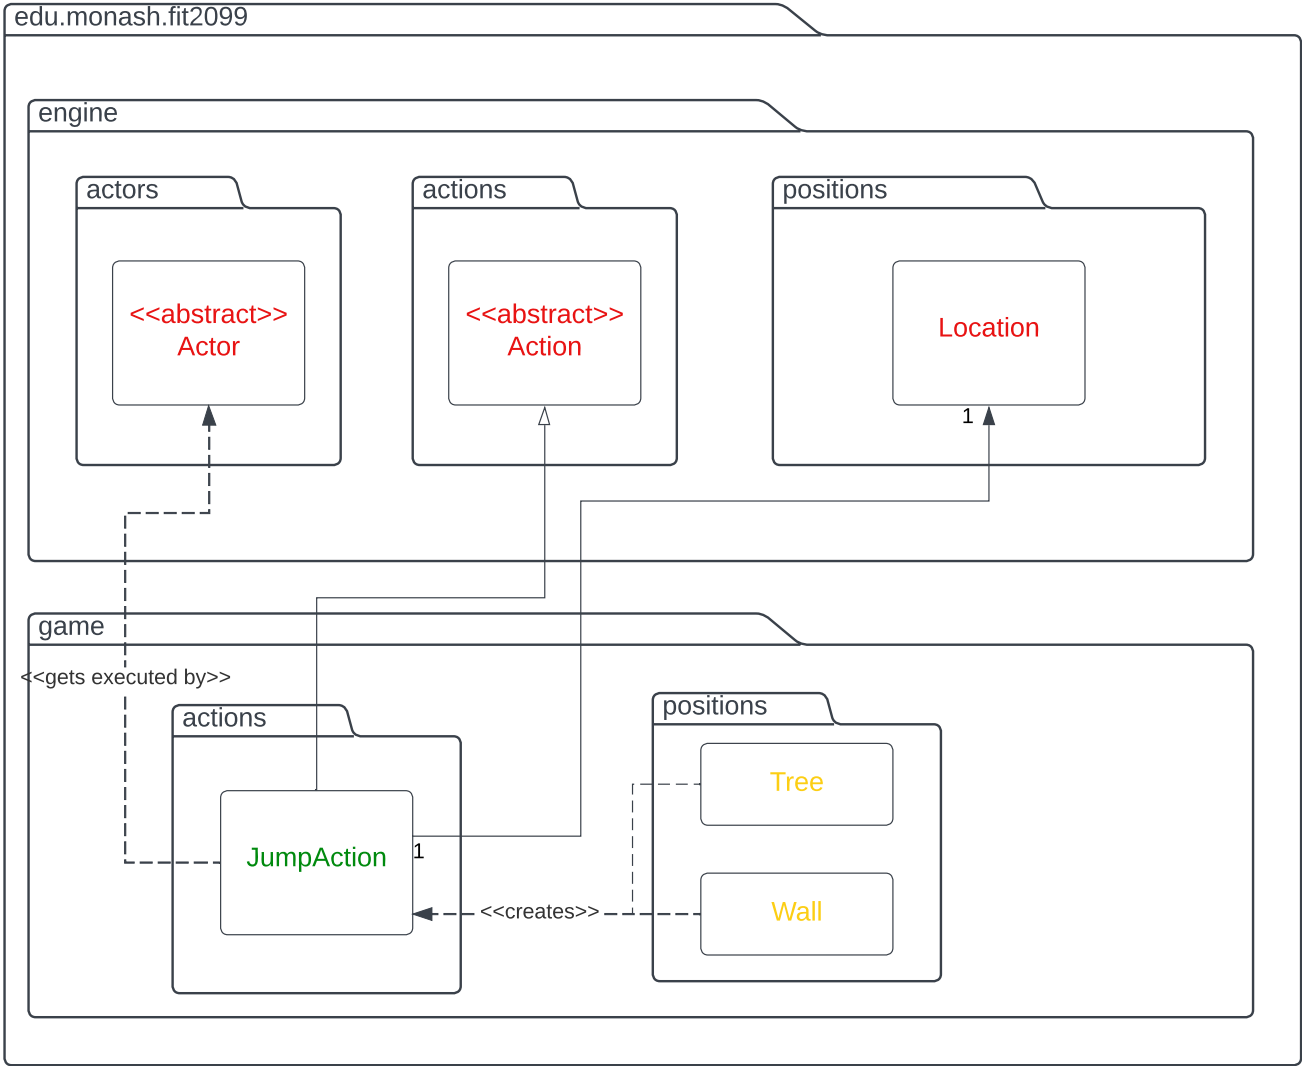 edu.monash.fit2099
engine
actors
actions
positions
<<abstract>>
Actor
<<abstract>>
Action
Location
1
game
<<gets executed by>>
actions
positions
Tree
JumpAction
1
<<creates>>
Wall